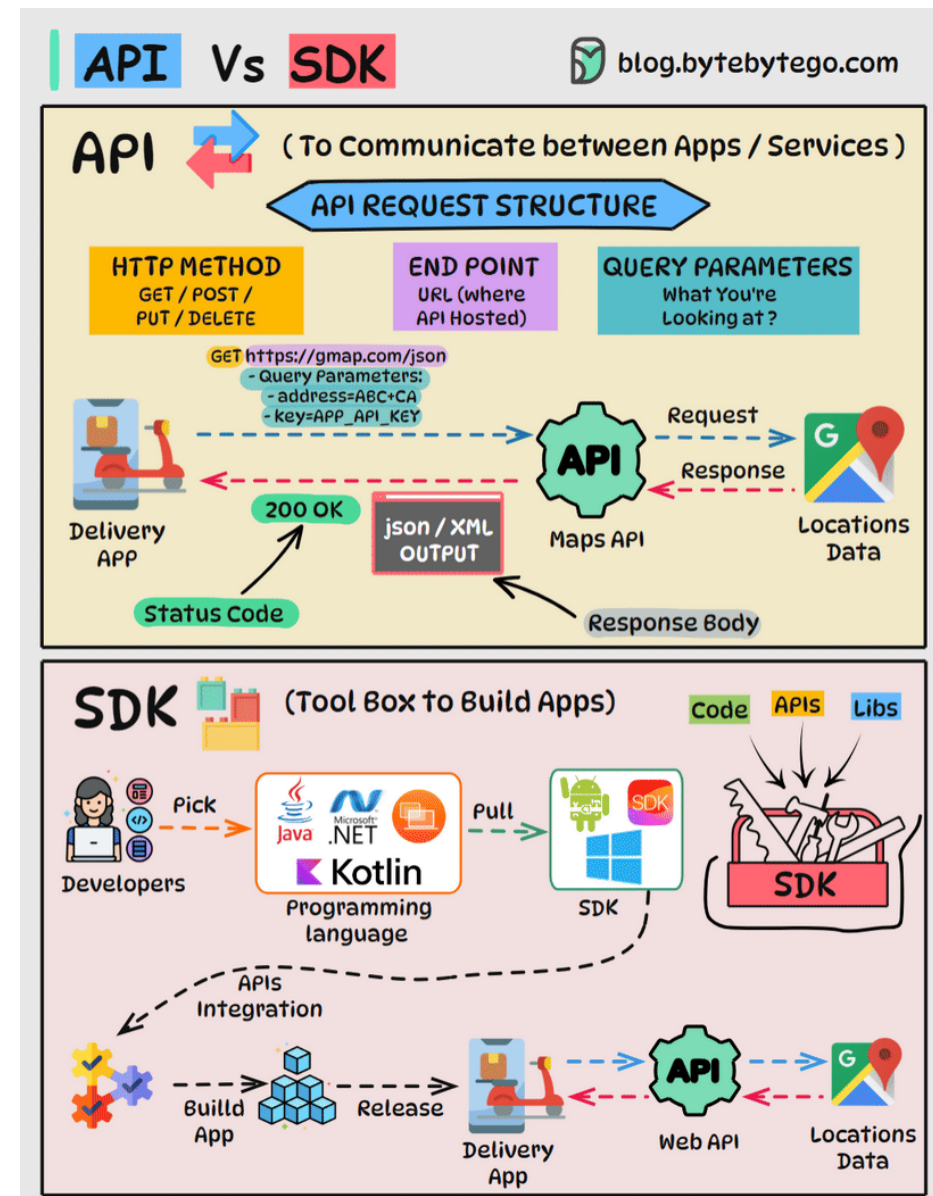 API Vs SDK
blog.bytebytego.com
API
(To Communicate between Apps / Services)
API REQUEST STRUCTURE
HTTP METHOD
GET / POST /
PUT / DELETE
END POINT
URL (where
API Hosted)
QUERY PARAMETERS
What You're
Looking at ?
GET https://gmap.com/json
- Query Parameters:
- address=ABC+CA
- key=APP_API_KEY
Delivery
APP
API
Maps API
Request
Response
G
Locations
Data
200 OK
json / XML
OUTPUT
Status Code
Response Body
SDK
(Tool Box to Build Apps)
Code
APIs
Libs
SDK
Developers
Pick
Java
Microsoft
.NET
Kotlin
Programming
language
Pull
SDK
SDK
APIs
Integration
Builld
App
Release
Delivery
App
API
Web API
G
Locations
Data